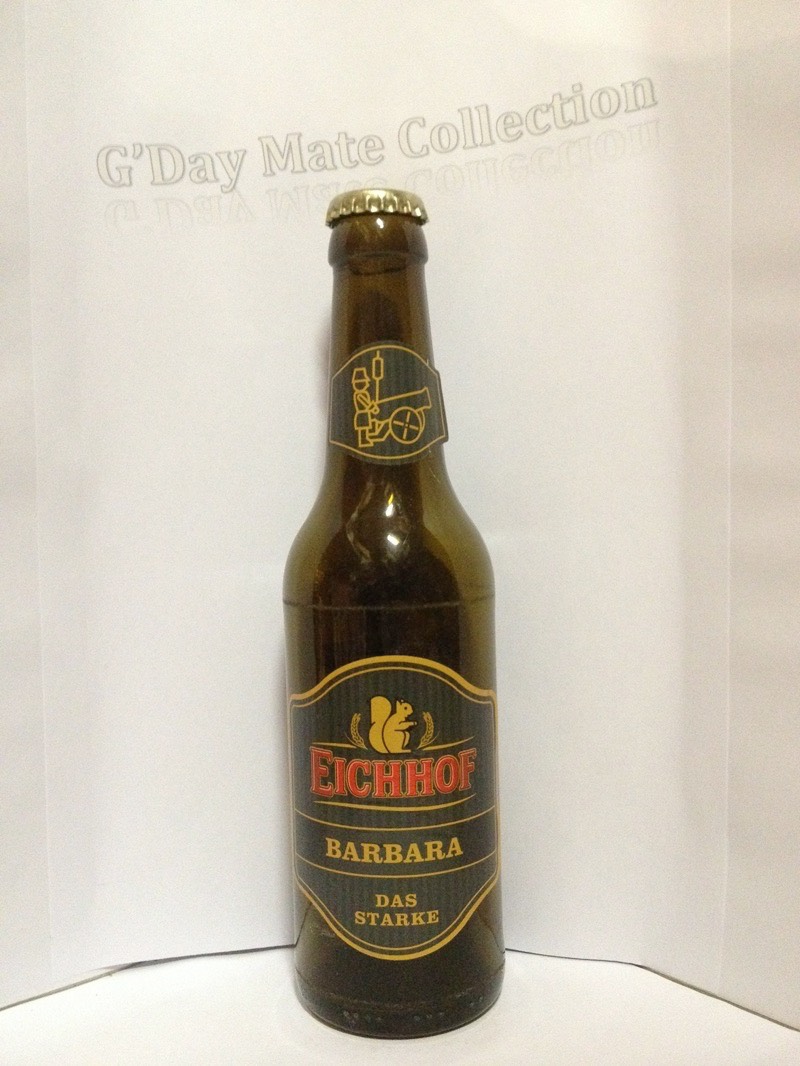 G'Day Mate Collection
EICHHOF
BARBARA
DAS
STARKE